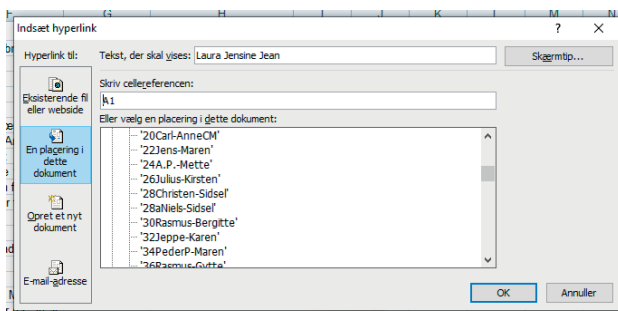 F G H I J K L M N
Indsæt hyperlink ? ×
Hyperlink til:
Tekst, der skal vises: Laura Jensine Jean
Skærmtip...
Eksisterende fil
eller webside
En placering i
dette
dokument
Opret et nyt
dokument
E-mail-adresse
Skriv cellereferencen:
A1
Eller vælg en placering i dette dokument:
'20Carl-AnneCM'
'22Jens-Maren'
'24A.P.-Mette'
'26Julius-Kirsten'
'28Christen-Sidsel'
'28aNiels-Sidsel'
'30Rasmus-Bergitte'
'32Jeppe-Karen'
'34PederP-Maren'
'36Rasmus-Gytte'
OK Annuller